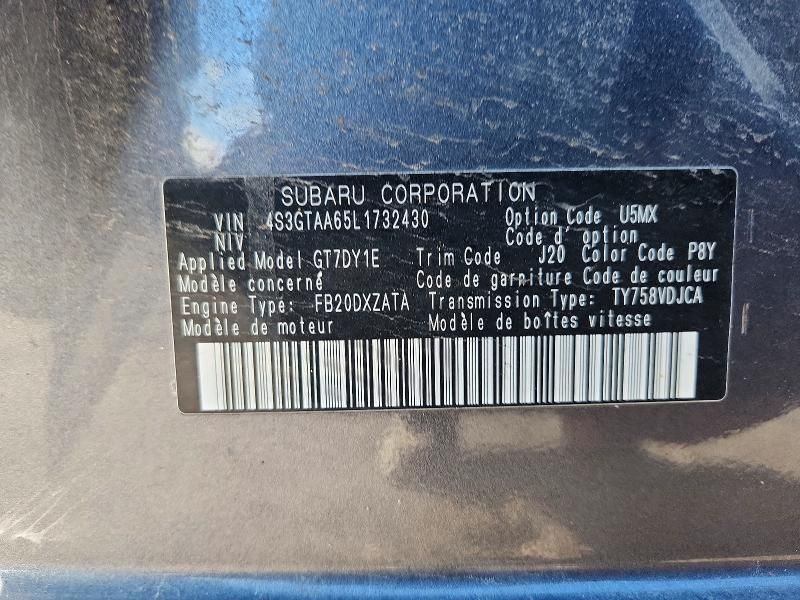 SUBARU CORPORATION
VIN 4S3GTAA65L1732430 Option Code U5MX
NIV Code d' option
Applied Model GT7DY1E Trim Code J20 Color Code P8Y
Modèle concerné Code de garniture Code de couleur
Engine Type: FB20DXZATA Transmission Type: TY758VDJCA
Modèle de moteur Modèle de boîtes vitesse